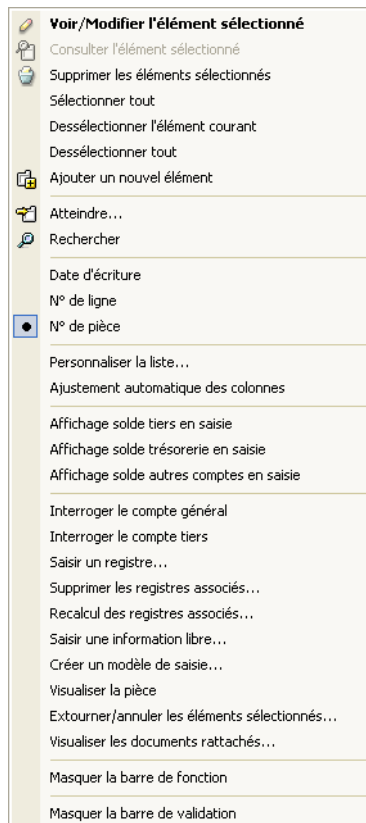 Voir/Modifier l'élément sélectionné
Consulter l'élément sélectionné
Supprimer les éléments sélectionnés
Sélectionner tout
Dessélectionner l'élément courant
Dessélectionner tout
Ajouter un nouvel élément
Atteindre...
Rechercher
Date d'écriture
N° de ligne
N° de pièce
Personnaliser la liste...
Ajustement automatique des colonnes
Affichage solde tiers en saisie
Affichage solde trésorerie en saisie
Affichage solde autres comptes en saisie
Interroger le compte général
Interroger le compte tiers
Saisir un registre...
Supprimer les registres associés...
Recalcul des registres associés...
Saisir une information libre...
Créer un modèle de saisie...
Visualiser la pièce
Extourner/annuler les éléments sélectionnés...
Visualiser les documents rattachés...
Masquer la barre de fonction
Masquer la barre de validation